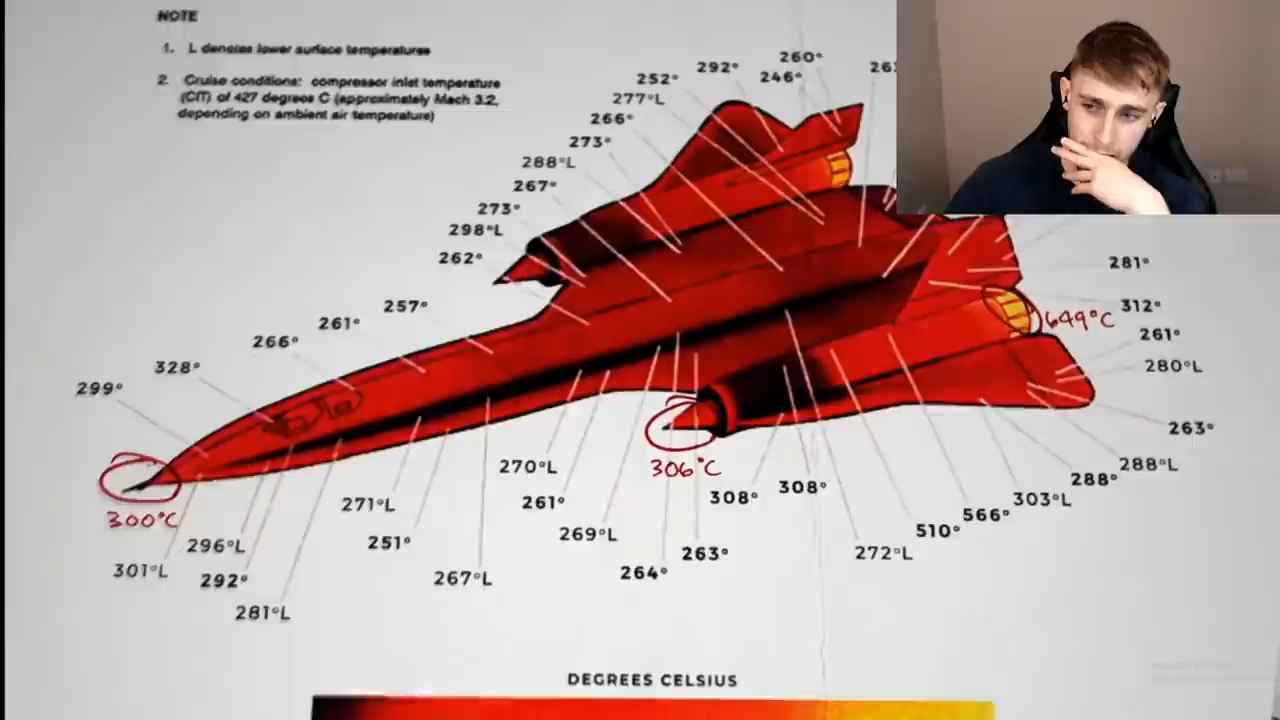 NOTE
1. L denotes lower surface temperatures
2. Cruise conditions: compressor inlet temperature
(CIT) of 427 degrees C (approximately Mach 3.2,
depending on ambient air temperature)
260°
292°
246°
252°
277°L
266°
273°
288°L
267°
273°
298°L
262°
257°
261°
266°
328°
299°
281°
312°
649°C
261°
280°L
263°
288°L
288°
303°L
566°
510°
272°L
308°
308°
306°C
263°
264°
269°L
261°
270°L
267°L
251°
271°L
300°C
296°L
301°L
292°
281°L
DEGREES CELSIUS